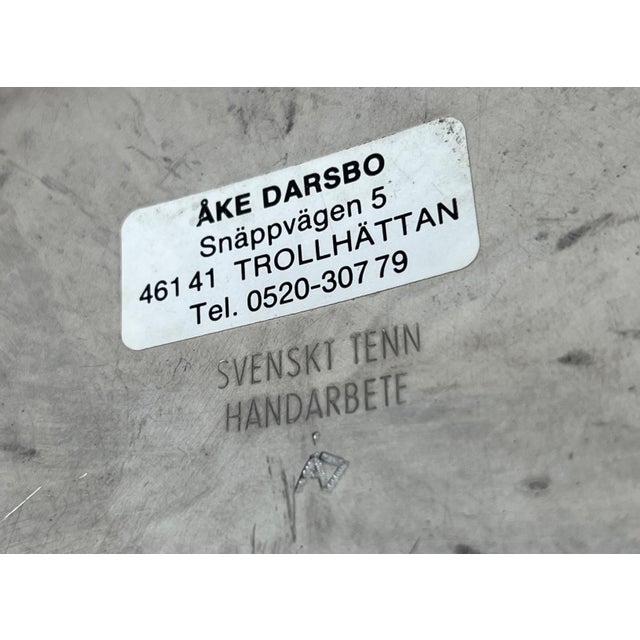 ÅKE DARSBO
Snäppvägen 5
461 41 TROLLHÄTTAN
Tel. 0520-307 79
SVENSKT TENN
HANDARBETE